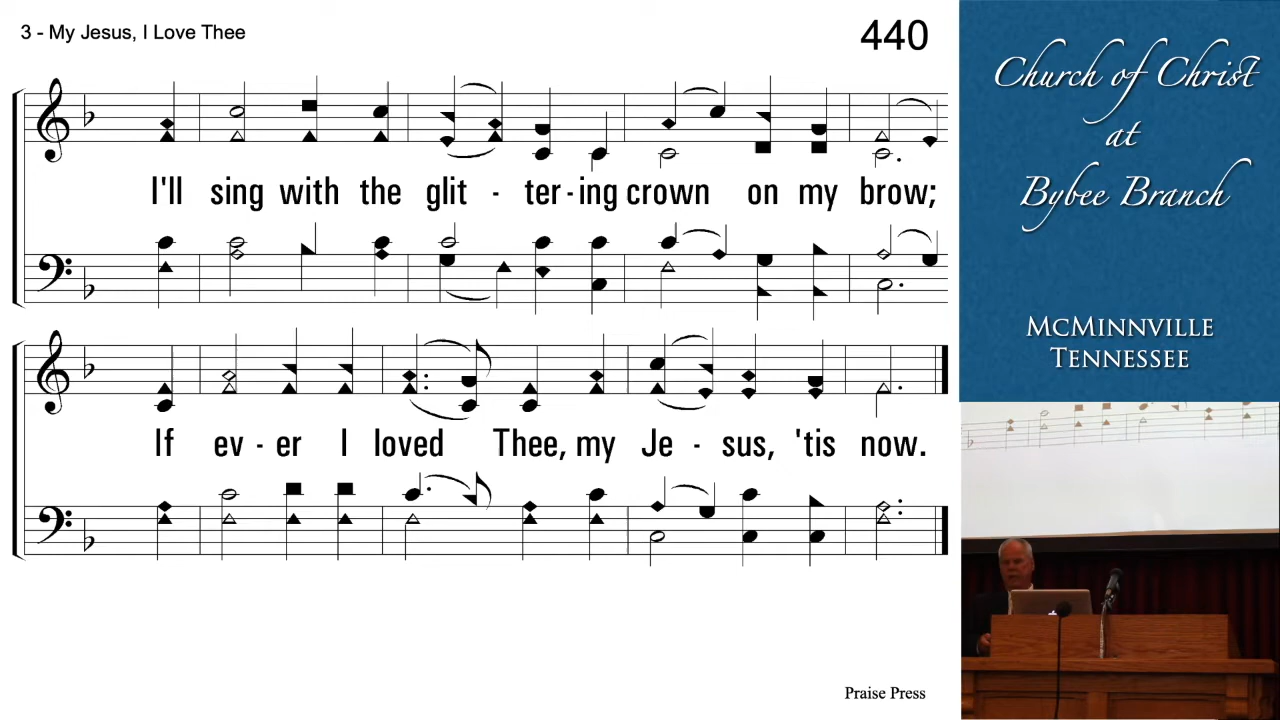 3 - My Jesus, I Love Thee
440
I'll sing with the glit - ter - ing crown on my brow;
If ev - er I loved Thee, my Je - sus, 'tis now.
Praise Press
Church of Christ
at
Bybee Branch
McMinnville
Tennessee